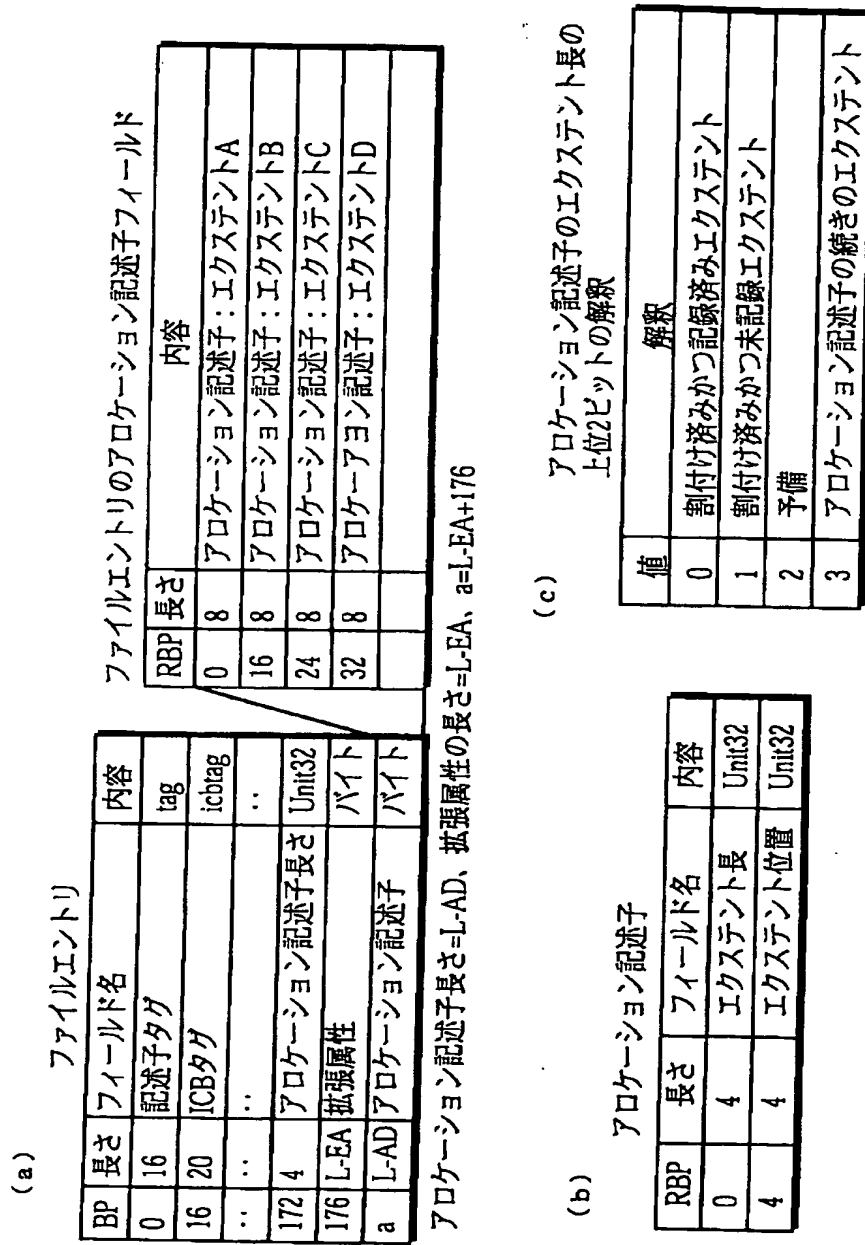 (a)
ファイルエントリ
BP 長さ フィールド名 内容
0 16 記述子タグ tag
16 20 ICBタグ icbtag
: : : : : : : :
172 4 アロケーション記述子長さ Unit32
176 L-EA 拡張属性 バイト
a L-AD アロケーション記述子 バイト
ファイルエントリのアロケーション記述子フィールド
RBP 長さ 内容
0 8 アロケーション記述子：エクステントA
16 8 アロケーション記述子：エクステントB
24 8 アロケーション記述子：エクステントC
32 8 アロケーアヨン記述子：エクステントD
アロケーション記述子長さ=L-AD、拡張属性の長さ=L-EA、a=L-EA+176
(b)
アロケーション記述子
RBP 長さ フィールド名 内容
0 4 エクステント長 Unit32
4 4 エクステント位置 Unit32
(c)
アロケーション記述子のエクステント長の
上位2ビットの解釈
値 解釈
0 割付け済みかつ記録済みエクステント
1 割付け済みかつ未記録エクステント
2 予備
3 アロケーション記述子の続きのエクステント